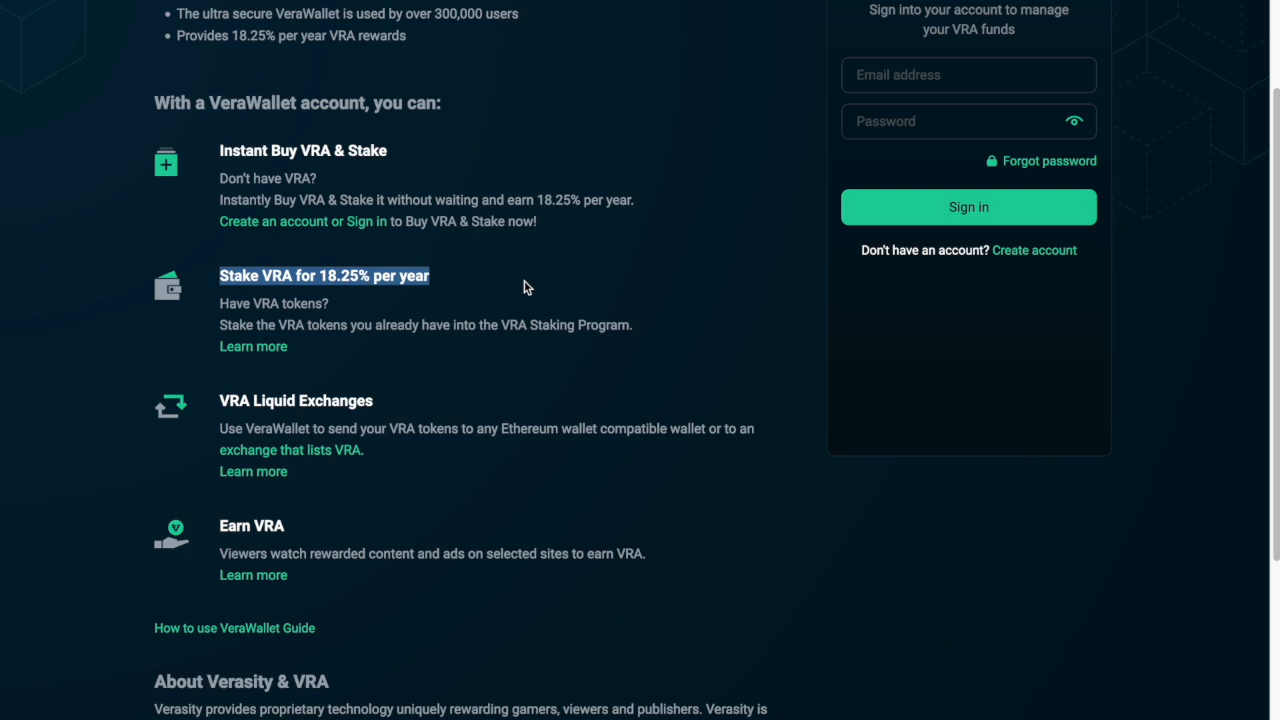 The ultra secure VeraWallet is used by over 300,000 users
Provides 18.25% per year VRA rewards
With a VeraWallet account, you can:
Instant Buy VRA & Stake
Don't have VRA?
Instantly Buy VRA & Stake it without waiting and earn 18.25% per year.
Create an account or Sign in to Buy VRA & Stake now!
Stake VRA for 18.25% per year
Have VRA tokens?
Stake the VRA tokens you already have into the VRA Staking Program.
Learn more
VRA Liquid Exchanges
Use VeraWallet to send your VRA tokens to any Ethereum wallet compatible wallet or to an
exchange that lists VRA.
Learn more
Earn VRA
Viewers watch rewarded content and ads on selected sites to earn VRA.
Learn more
How to use VeraWallet Guide
About Verasity & VRA
Verasity provides proprietary technology uniquely rewarding gamers, viewers and publishers. Verasity is
Sign into your account to manage
your VRA funds
Email address
Password
Forgot password
Sign in
Don't have an account? Create account